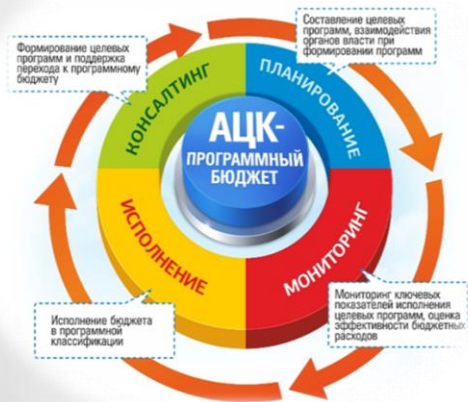 Составление целевых
программ, взаимодействия
органов власти при
формировании программ
Формирование целевых
программ и поддержка
перехода к программному
бюджету
КОНСАЛТИНГ
ПЛАНИРОВАНИЕ
АЦК-
ПРОГРАММНЫЙ
БЮДЖЕТ
ИСПОЛНЕНИЕ
МОНИТОРИНГ
Исполнение бюджета
в программной
классификации
Мониторинг ключевых
показателей исполнения
целевых программ, оценка
эффективности бюджетных
расходов